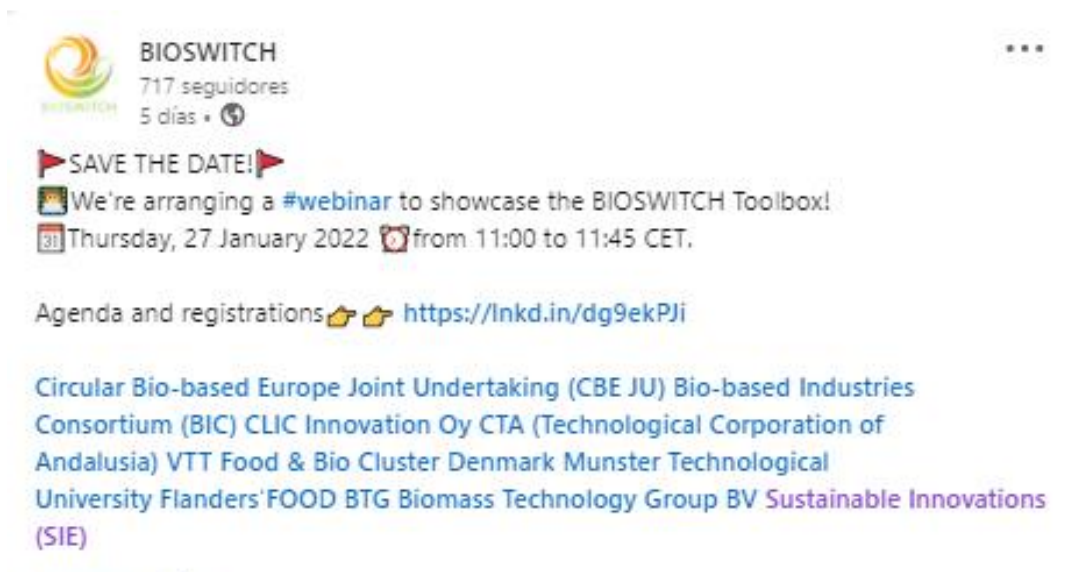 BIOSWITCH
717 seguidores
5 días •
SAVE THE DATE!
We're arranging a #webinar to showcase the BIOSWITCH Toolbox!
Thursday, 27 January 2022 from 11:00 to 11:45 CET.
Agenda and registrations https://lnkd.in/dg9ekPJi
Circular Bio-based Europe Joint Undertaking (CBE JU) Bio-based Industries
Consortium (BIC) CLIC Innovation Oy CTA (Technological Corporation of
Andalusia) VTT Food & Bio Cluster Denmark Munster Technological
University Flanders'FOOD BTG Biomass Technology Group BV Sustainable Innovations
(SIE)